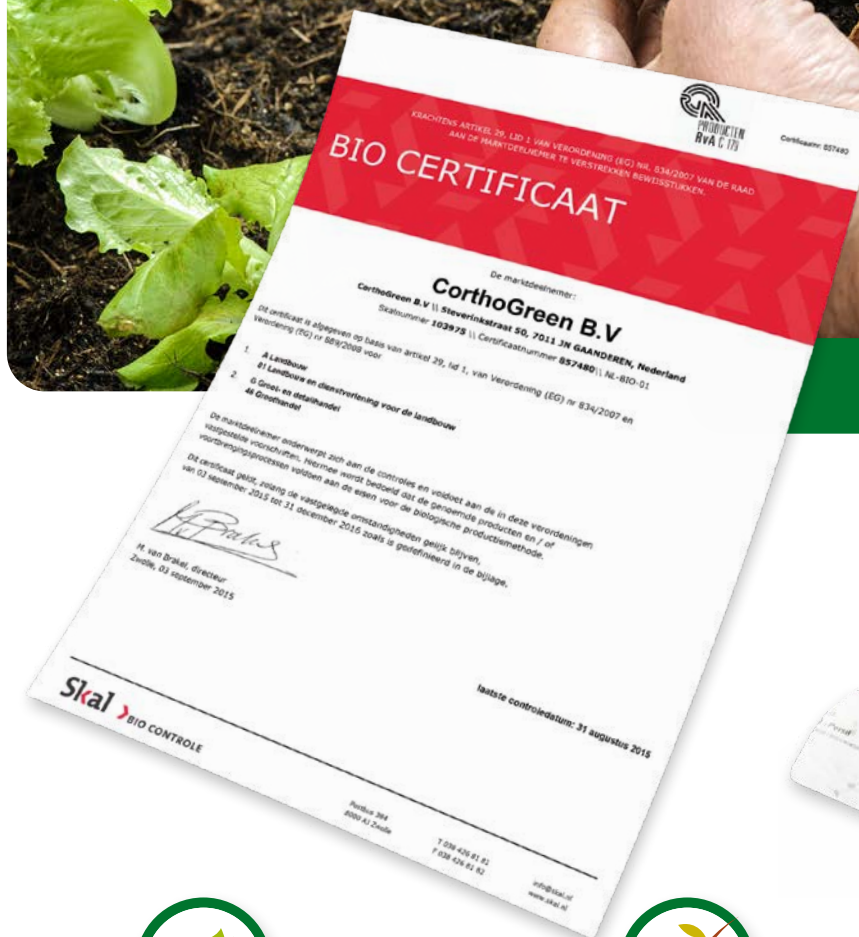 PRODUCTEN
RvA C 179
Certificaatnr: 857480
KRACHTENS ARTIKEL 29, LID 1 VAN VERORDENING (EG) NR. 834/2007 VAN DE RAAD
AAN DE MARKTDEELNEMER TE VERSTREKKEN BEWIJSSTUKKEN.
BIO CERTIFICAAT
De marktdeelnemer:
CorthoGreen B.V
CorthoGreen B.V \\ Steverinkstraat 50, 7011 JN GAANDEREN, Nederland
Skalnummer 103975 \\ Certificaatnummer 857480\\ NL-BIO-01
Dit certificaat is afgegeven op basis van artikel 29, lid 1, van Verordening (EG) nr 834/2007 en
Verordening (EG) nr 889/2008 voor
1. A Landbouw
01 Landbouw en dienstverlening voor de landbouw
2. G Groot- en detailhandel
46 Groothandel
De marktdeelnemer onderwerpt zich aan de controles en voldoet aan de in deze verordeningen
vastgestelde voorschriften. Hiermee wordt bedoeld dat de genoemde producten en / of
voortbrengingsprocessen voldoen aan de eisen voor de biologische productiemethode.
Dit certificaat geldt, zolang de vastgelegde omstandigheden gelijk blijven,
van 03 september 2015 tot 31 december 2016 zoals is gedefinieerd in de bijlage.
M. van Brakel, directeur
Zwolle, 03 september 2015
laatste controledatum: 31 augustus 2015
Skal BIO CONTROLE
Postbus 384
8000 AJ Zwolle
T 038 426 81 81
F 038 426 81 82
info@skal.nl
www.skal.nl